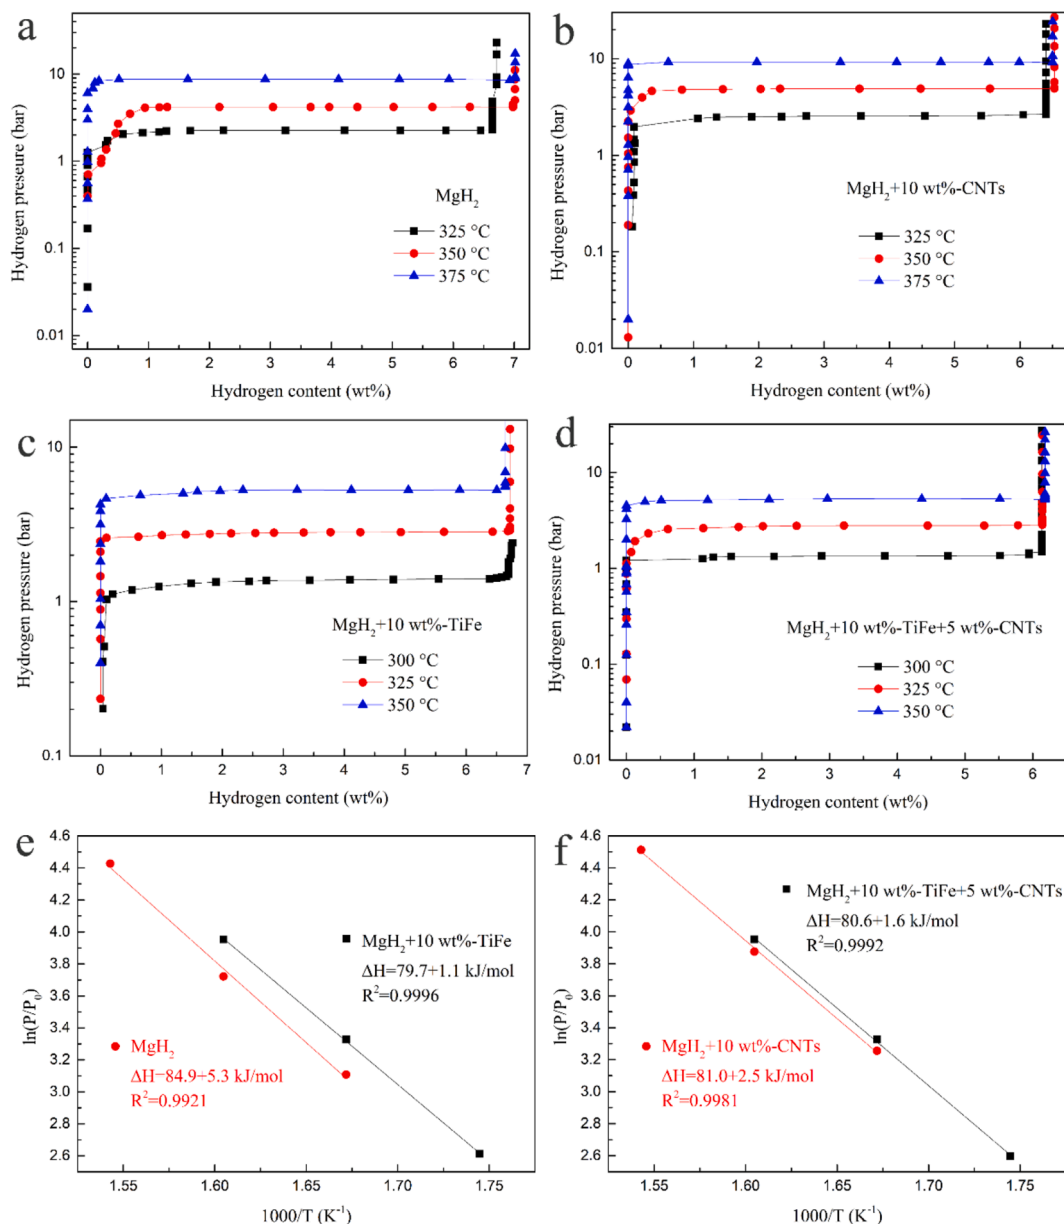 a
10
1
0.1
0.01
Hydrogen pressure (bar)
MgH2
325 °C
350 °C
375 °C
0 1 2 3 4 5 6 7
Hydrogen content (wt%)
b
10
1
0.1
0.01
Hydrogen pressure (bar)
MgH2+10 wt%-CNTs
325 °C
350 °C
375 °C
0 1 2 3 4 5 6
Hydrogen content (wt%)
c
10
1
0.1
Hydrogen pressure (bar)
MgH2+10 wt%-TiFe
300 °C
325 °C
350 °C
0 1 2 3 4 5 6 7
Hydrogen content (wt%)
d
10
1
0.1
0.01
Hydrogen pressure (bar)
MgH2+10 wt%-TiFe+5 wt%-CNTs
300 °C
325 °C
350 °C
0 1 2 3 4 5 6
Hydrogen content (wt%)
e
4.6
4.4
4.2
4.0
3.8
3.6
3.4
3.2
3.0
2.8
2.6
ln(P/P0)
MgH2+10 wt%-TiFe
ΔH=79.7+1.1 kJ/mol
R2=0.9996
MgH2
ΔH=84.9+5.3 kJ/mol
R2=0.9921
1.55 1.60 1.65 1.70 1.75
1000/T (K-1)
f
4.6
4.4
4.2
4.0
3.8
3.6
3.4
3.2
3.0
2.8
2.6
ln(P/P0)
MgH2+10 wt%-TiFe+5 wt%-CNTs
ΔH=80.6+1.6 kJ/mol
R2=0.9992
MgH2+10 wt%-CNTs
ΔH=81.0+2.5 kJ/mol
R2=0.9981
1.55 1.60 1.65 1.70 1.75
1000/T (K-1)